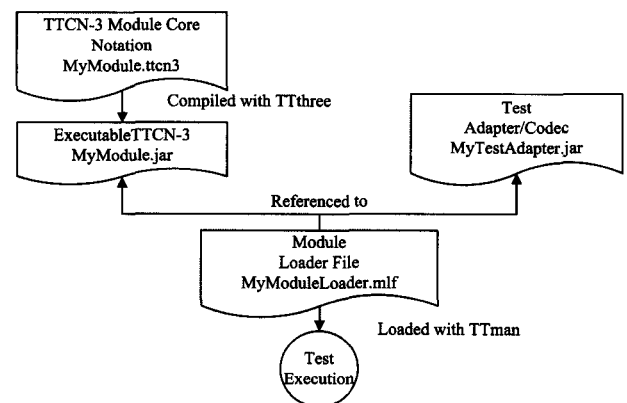 TTCN-3 Module Core
Notation
MyModule.ttcn3
Compiled with TTthree
ExecutableTTCN-3
MyModule.jar
Test
Adapter/Codec
MyTestAdapter.jar
Referenced to
Module
Loader File
MyModuleLoader.mlf
Loaded with TTman
Test
Execution